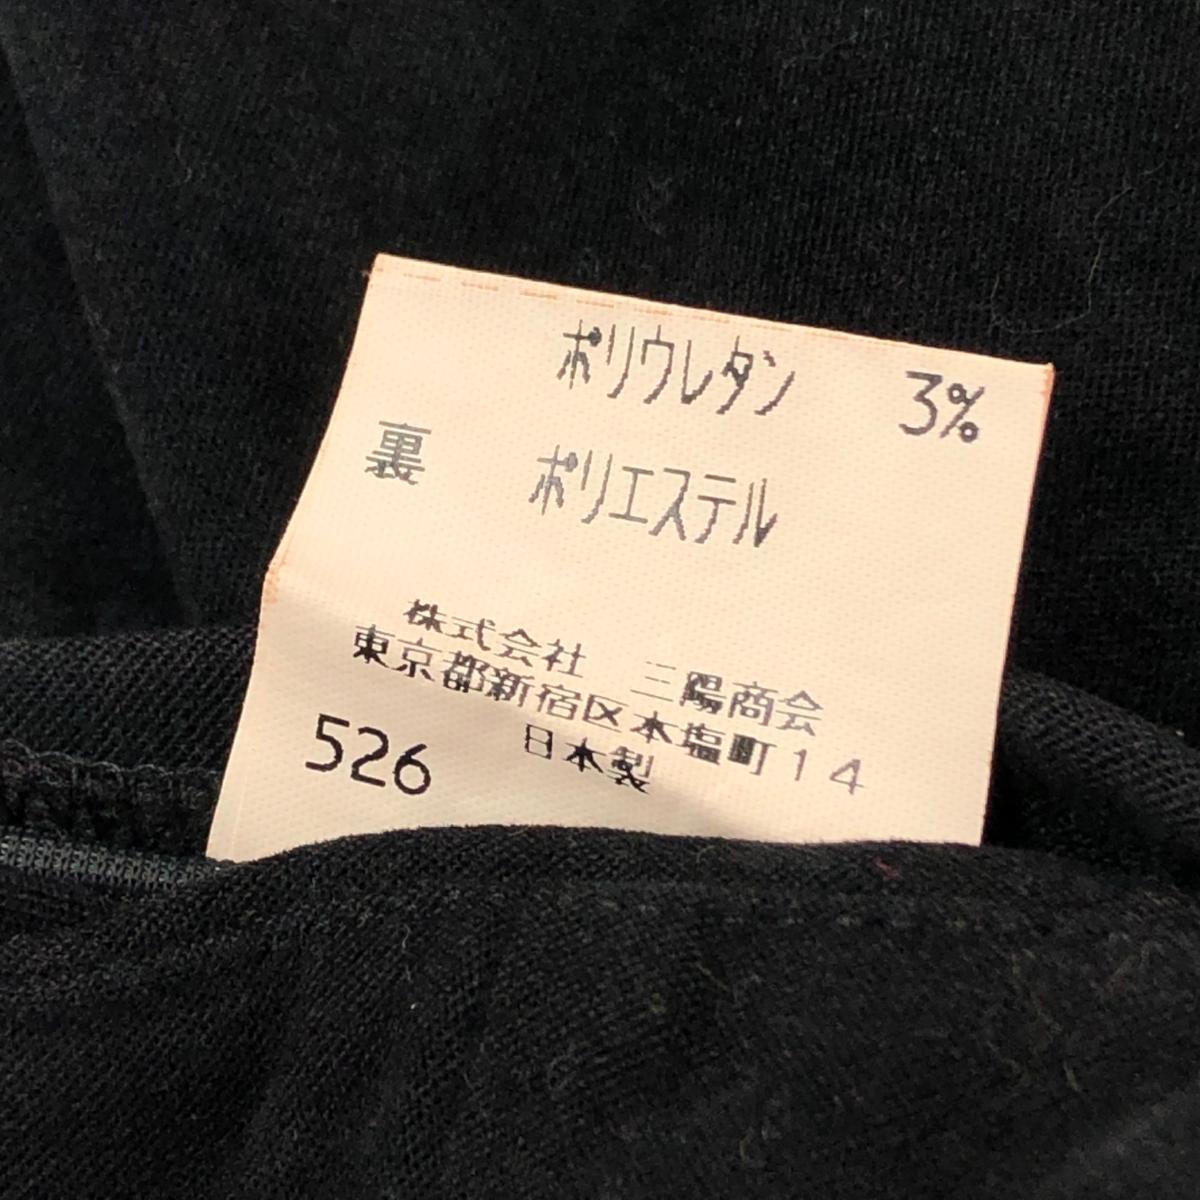 ポリウレタン 3%
裏 ポリエステル
株式会社 三陽商会
東京都新宿区本塩町14
526 日本製